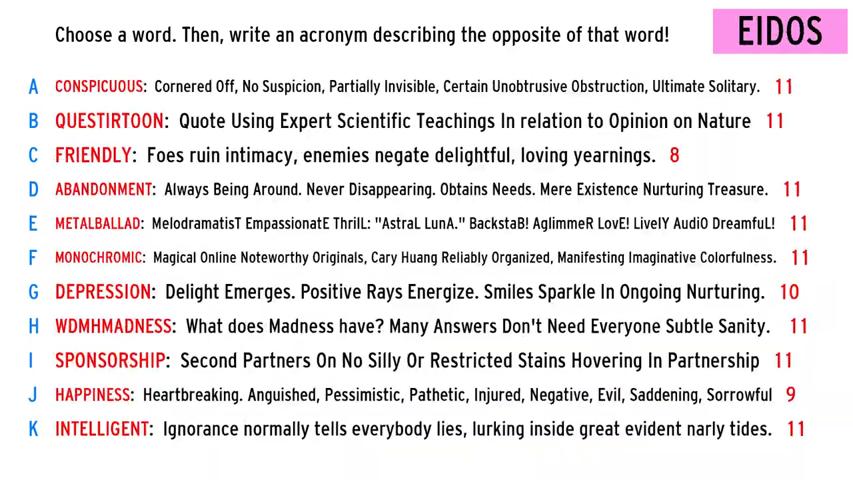 Choose a word. Then, write an acronym describing the opposite of that word!
EIDOS
A CONSPICUOUS: Cornered Off, No Suspicion, Partially Invisible, Certain Unobtrusive Obstruction, Ultimate Solitary. 11
B QUESTIRTOON: Quote Using Expert Scientific Teachings In relation to Opinion on Nature 11
C FRIENDLY: Foes ruin intimacy, enemies negate delightful, loving yearnings. 8
D ABANDONMENT: Always Being Around. Never Disappearing. Obtains Needs. Mere Existence Nurturing Treasure. 11
E METALBALLAD: MelodramatisT EmpassionatE ThrilL: "AstraL LunA." BackstaB! AglimmeR LovE! LivelY AudiO DreamfuL! 11
F MONOCHROMIC: Magical Online Noteworthy Originals, Cary Huang Reliably Organized, Manifesting Imaginative Colorfulness. 11
G DEPRESSION: Delight Emerges. Positive Rays Energize. Smiles Sparkle In Ongoing Nurturing. 10
H WDMHMADNESS: What does Madness have? Many Answers Don't Need Everyone Subtle Sanity. 11
I SPONSORSHIP: Second Partners On No Silly Or Restricted Stains Hovering In Partnership 11
J HAPPINESS: Heartbreaking. Anguished, Pessimistic, Pathetic, Injured, Negative, Evil, Saddening, Sorrowful 9
K INTELLIGENT: Ignorance normally tells everybody lies, lurking inside great evident narly tides. 11